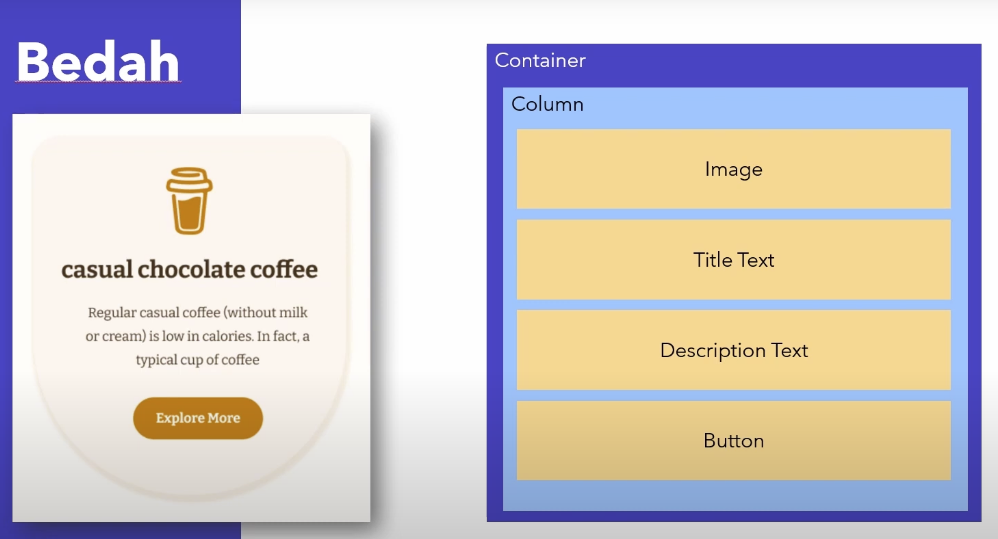 Bedah
casual chocolate coffee
Regular casual coffee (without milk
or cream) is low in calories. In fact, a
typical cup of coffee
Explore More
Container
Column
Image
Title Text
Description Text
Button